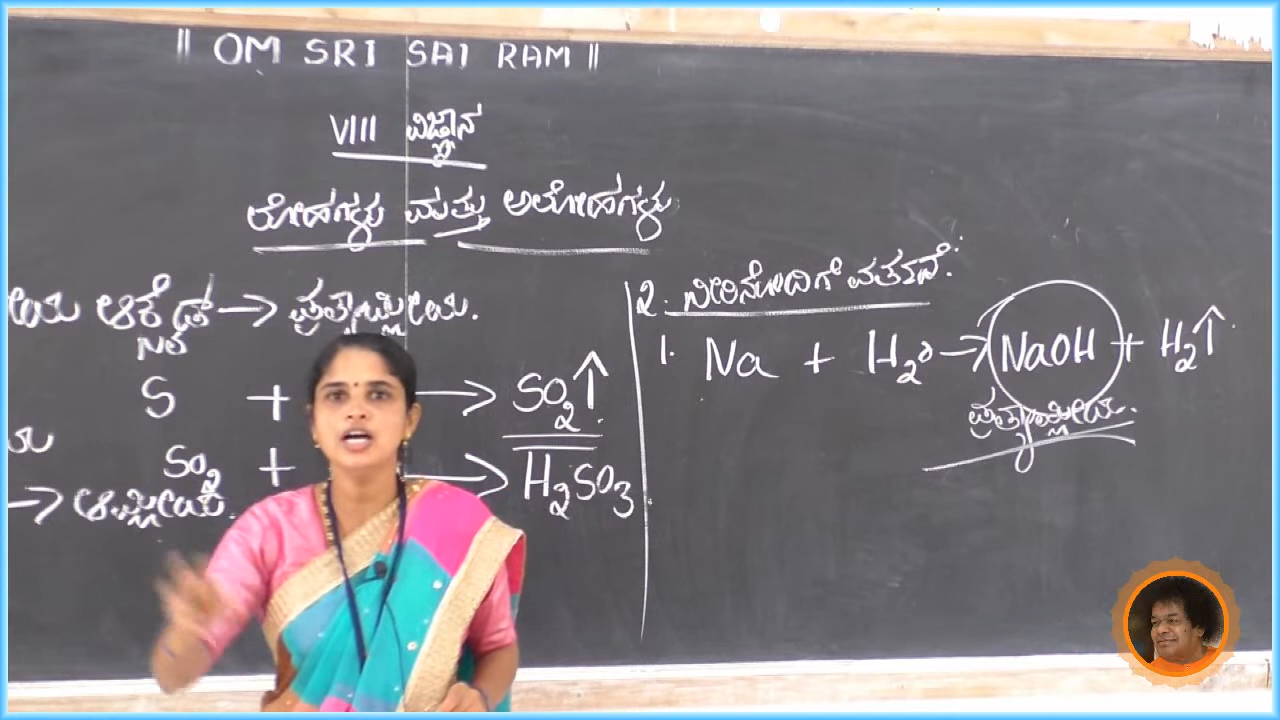 || OM SRI SAI RAM ||
VIII ವಿಜ್ಞಾನ
ಲೋಹಗಳು ಮತ್ತು ಅಲೋಹಗಳು
ಆಕ್ಸೈಡ್ → ಪ್ರತ್ಯಾಮ್ಲೀಯ.
S + → SO₂↑
SO₂ + → H₂SO₃
→ ಆಮ್ಲೀಯ.
2. ನೀರಿನೊಂದಿಗೆ ವರ್ತನೆ:
1. Na + H₂O → NaOH + H₂↑
ಪ್ರತ್ಯಾಮ್ಲೀಯ.